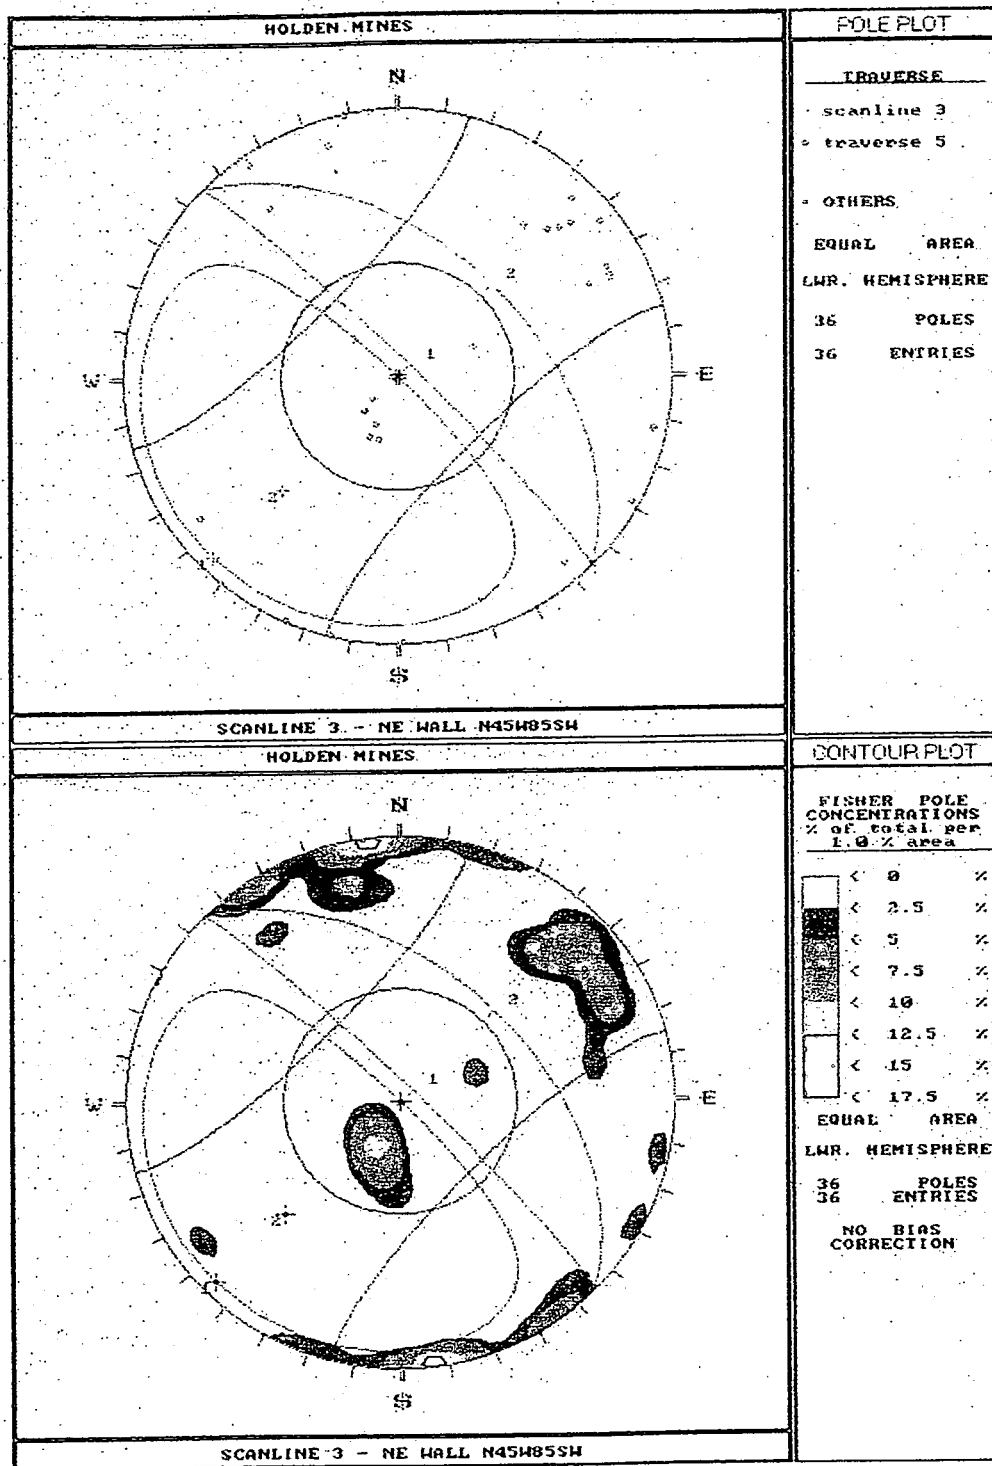 HOLDEN MINES
POLE PLOT
N
TRAVERSE
scanline 3
traverse 5
OTHERS
EQUAL AREA
LWR. HEMISPHERE
36 POLES
36 ENTRIES
2
1
W
E
2
1
S
SCANLINE 3 - NE WALL N45W85SW
HOLDEN MINES
CONTOUR PLOT
N
FISHER POLE
CONCENTRATIONS
% of total per
1.0 % area
< 0 %
< 2.5 %
< 5 %
< 7.5 %
< 10 %
< 12.5 %
< 15 %
< 17.5 %
EQUAL AREA
LWR. HEMISPHERE
36 POLES
36 ENTRIES
NO BIAS
CORRECTION
2
1
W
E
2
S
SCANLINE 3 - NE WALL N45W85SW